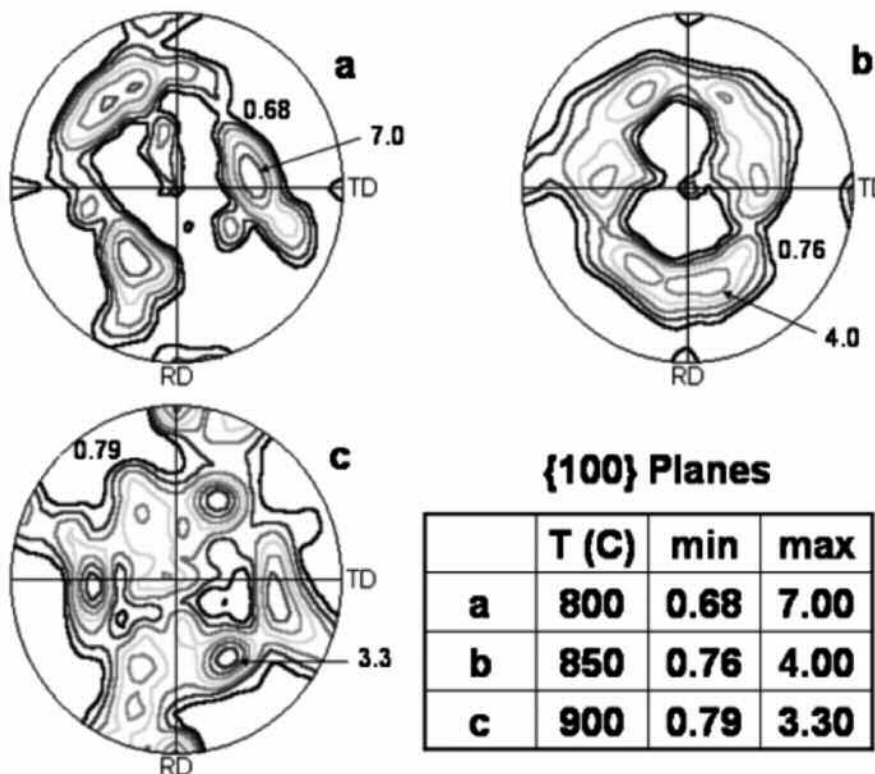 a
0.68
7.0
TD
RD
b
TD
0.76
4.0
RD
0.79
c
TD
3.3
RD
{100} Planes
T (C) min max
a 800 0.68 7.00
b 850 0.76 4.00
c 900 0.79 3.30